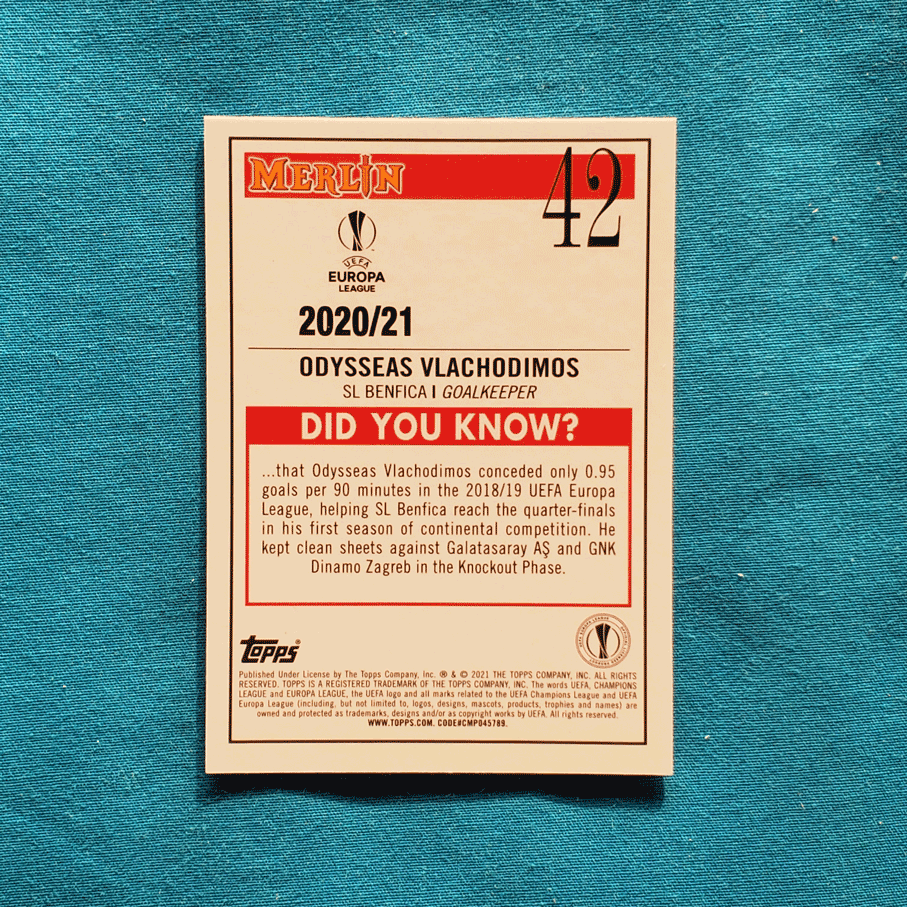 MERLIN
42
UEFA
EUROPA
LEAGUE
2020/21
ODYSSEAS VLACHODIMOS
SL BENFICA | GOALKEEPER
DID YOU KNOW?
...that Odysseas Vlachodimos conceded only 0.95
goals per 90 minutes in the 2018/19 UEFA Europa
League, helping SL Benfica reach the quarter-finals
in his first season of continental competition. He
kept clean sheets against Galatasaray AŞ and GNK
Dinamo Zagreb in the Knockout Phase.
topps®
Published Under License by The Topps Company, Inc. ® & © 2021 THE TOPPS COMPANY, INC. ALL RIGHTS
RESERVED. TOPPS IS A REGISTERED TRADEMARK OF THE TOPPS COMPANY, INC. The words UEFA, CHAMPIONS
LEAGUE and EUROPA LEAGUE, the UEFA logo and all marks related to the UEFA Champions League and UEFA
Europa League (including, but not limited to, logos, designs, mascots, products, trophies and names) are
owned and protected as trademarks, designs and/or as copyright works by UEFA. All rights reserved.
WWW.TOPPS.COM. CODE#CMP045789.